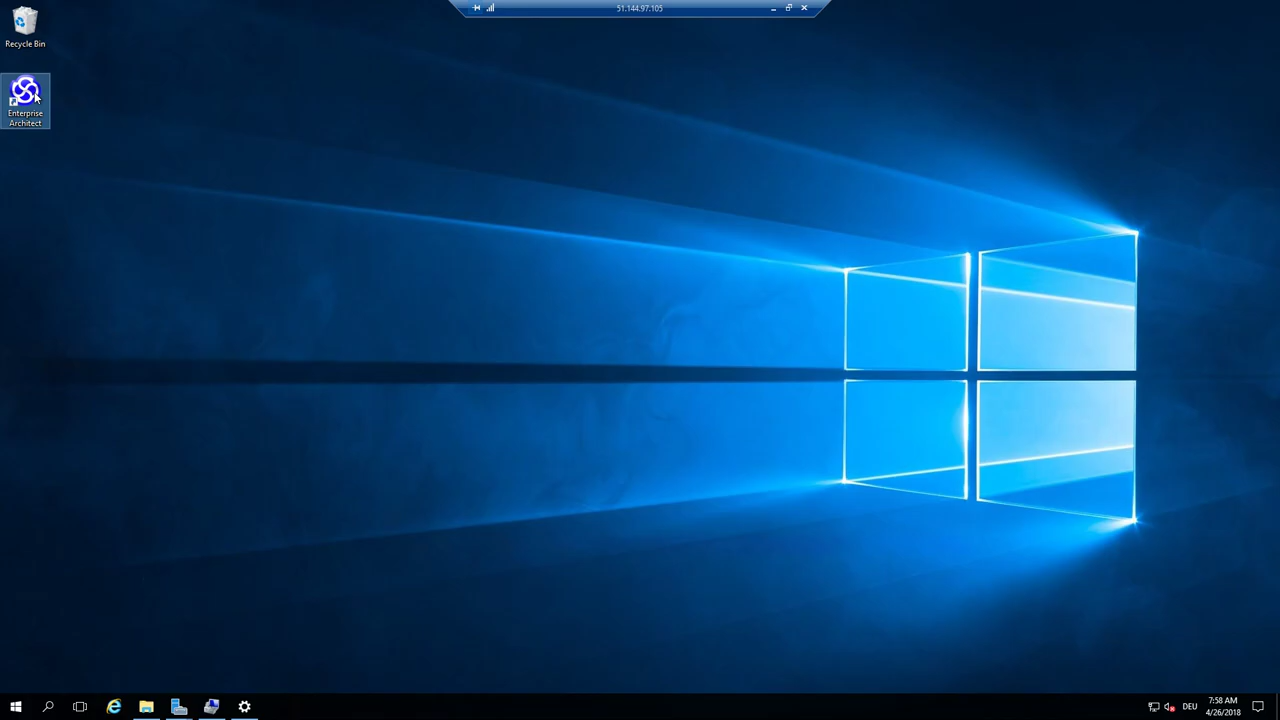 51.144.97.105
Recycle Bin
Enterprise
Architect
DEU
7:58 AM
4/26/2018